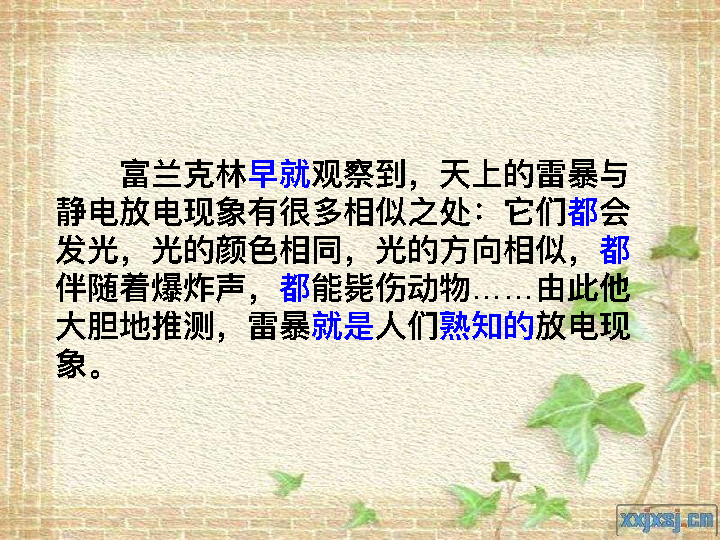 富兰克林早就观察到，天上的雷暴与
静电放电现象有很多相似之处：它们都会
发光，光的颜色相同，光的方向相似，都
伴随着爆炸声，都能毙伤动物……由此他
大胆地推测，雷暴就是人们熟知的放电现
象。
xxjxsj.cn